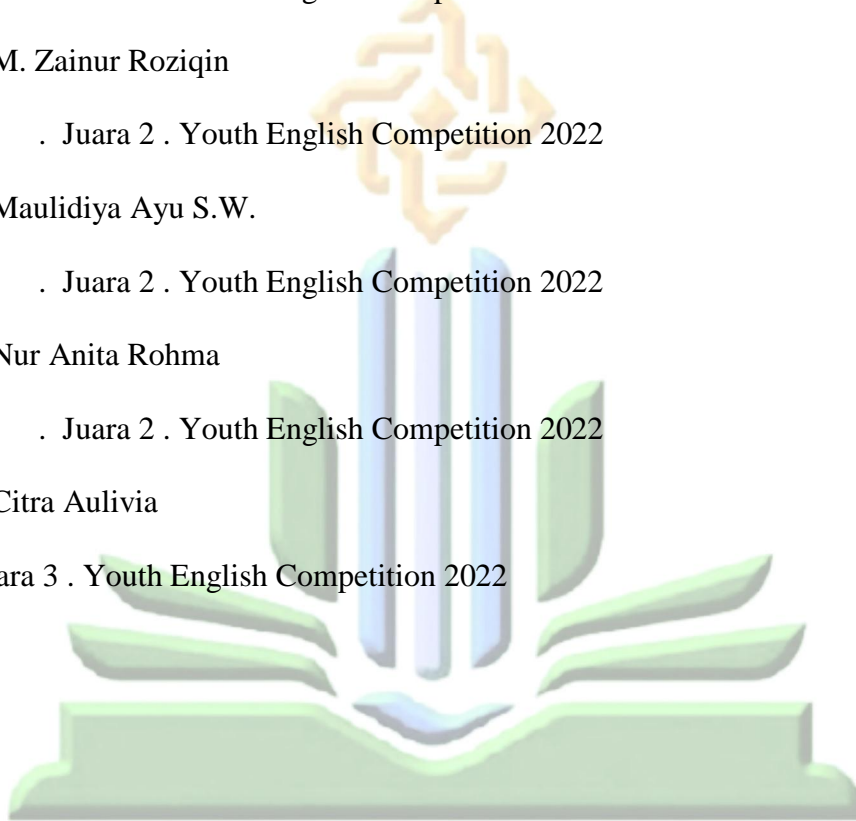 M. Zainur Roziqin
. Juara 2 . Youth English Competition 2022
Maulidiya Ayu S.W.
. Juara 2 . Youth English Competition 2022
Nur Anita Rohma
. Juara 2 . Youth English Competition 2022
Citra Aulivia
ara 3 . Youth English Competition 2022